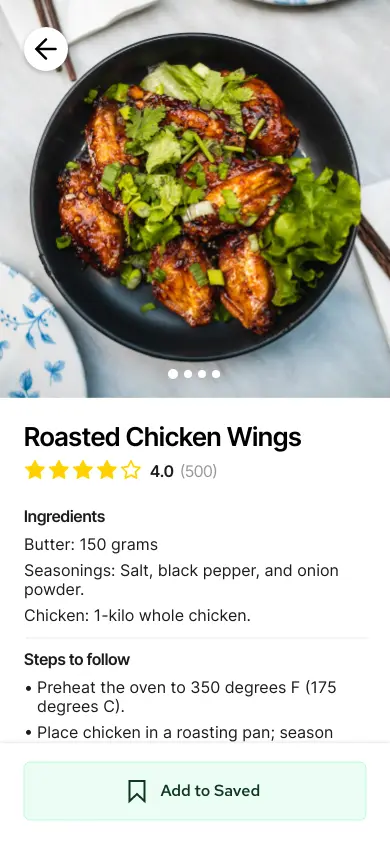 Roasted Chicken Wings
4.0 (500)
Ingredients
Butter: 150 grams
Seasonings: Salt, black pepper, and onion
powder.
Chicken: 1-kilo whole chicken.
Steps to follow
• Preheat the oven to 350 degrees F (175
degrees C).
• Place chicken in a roasting pan; season
Add to Saved